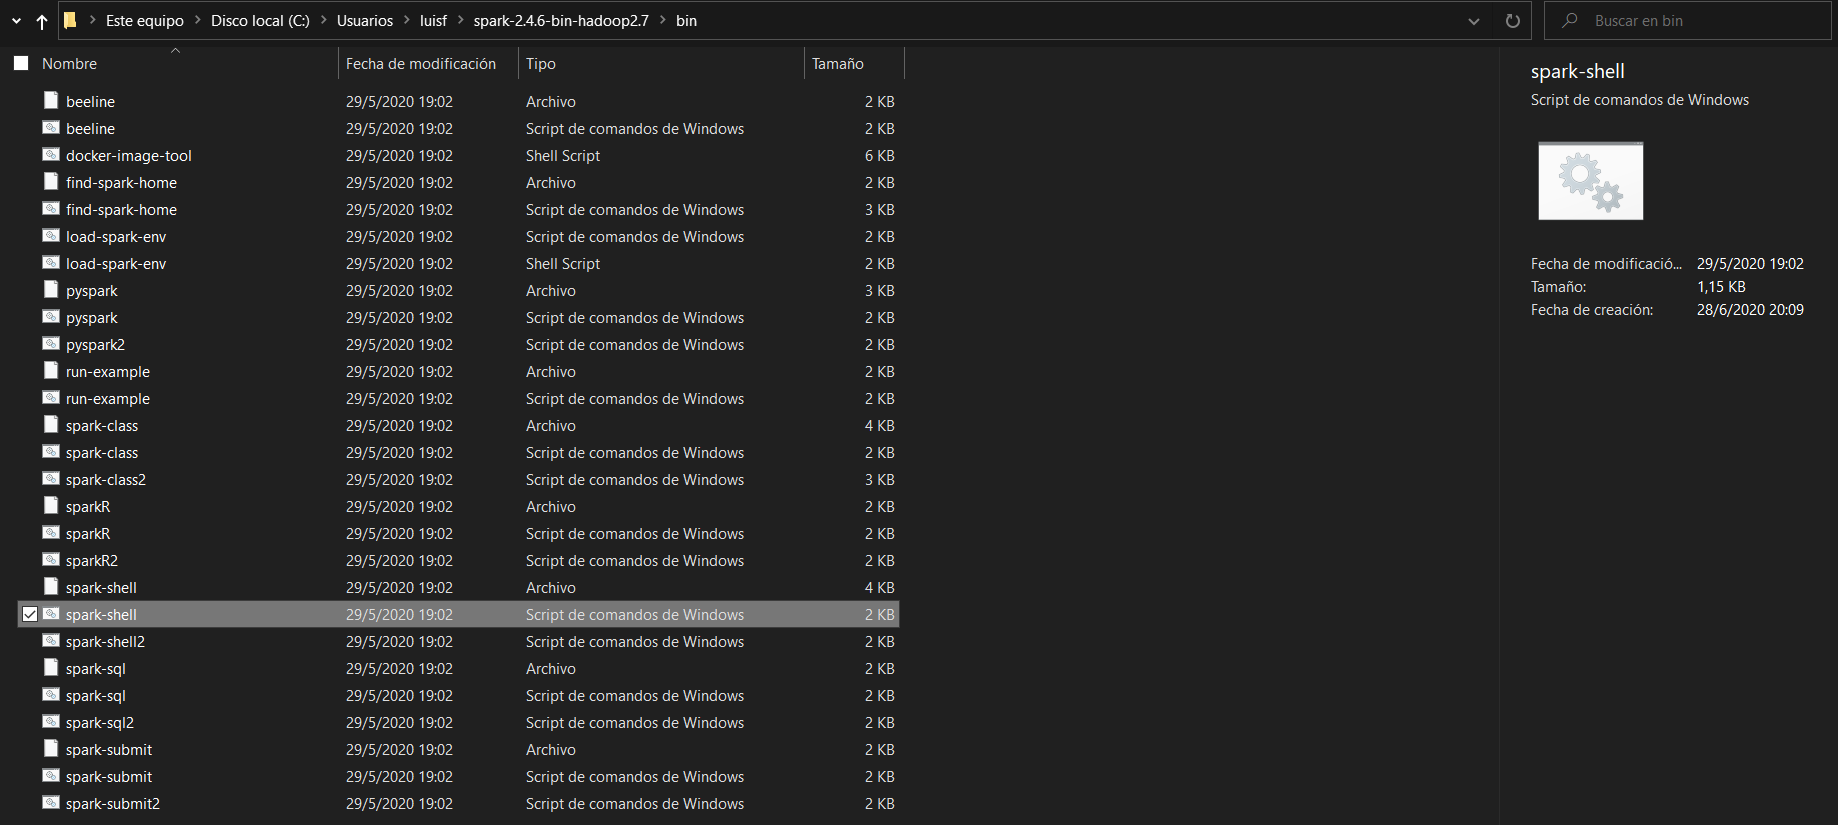 Este equipo > Disco local (C:) > Usuarios > luisf > spark-2.4.6-bin-hadoop2.7 > bin
Buscar en bin
Nombre Fecha de modificación Tipo Tamaño
beeline 29/5/2020 19:02 Archivo 2 KB
beeline 29/5/2020 19:02 Script de comandos de Windows 2 KB
docker-image-tool 29/5/2020 19:02 Shell Script 6 KB
find-spark-home 29/5/2020 19:02 Archivo 2 KB
find-spark-home 29/5/2020 19:02 Script de comandos de Windows 3 KB
load-spark-env 29/5/2020 19:02 Script de comandos de Windows 2 KB
load-spark-env 29/5/2020 19:02 Shell Script 2 KB
pyspark 29/5/2020 19:02 Archivo 3 KB
pyspark 29/5/2020 19:02 Script de comandos de Windows 2 KB
pyspark2 29/5/2020 19:02 Script de comandos de Windows 2 KB
run-example 29/5/2020 19:02 Archivo 2 KB
run-example 29/5/2020 19:02 Script de comandos de Windows 2 KB
spark-class 29/5/2020 19:02 Archivo 4 KB
spark-class 29/5/2020 19:02 Script de comandos de Windows 2 KB
spark-class2 29/5/2020 19:02 Script de comandos de Windows 3 KB
sparkR 29/5/2020 19:02 Archivo 2 KB
sparkR 29/5/2020 19:02 Script de comandos de Windows 2 KB
sparkR2 29/5/2020 19:02 Script de comandos de Windows 2 KB
spark-shell 29/5/2020 19:02 Archivo 4 KB
spark-shell 29/5/2020 19:02 Script de comandos de Windows 2 KB
spark-shell2 29/5/2020 19:02 Script de comandos de Windows 2 KB
spark-sql 29/5/2020 19:02 Archivo 2 KB
spark-sql 29/5/2020 19:02 Script de comandos de Windows 2 KB
spark-sql2 29/5/2020 19:02 Script de comandos de Windows 2 KB
spark-submit 29/5/2020 19:02 Archivo 2 KB
spark-submit 29/5/2020 19:02 Script de comandos de Windows 2 KB
spark-submit2 29/5/2020 19:02 Script de comandos de Windows 2 KB
spark-shell
Script de comandos de Windows
Fecha de modificació... 29/5/2020 19:02
Tamaño: 1,15 KB
Fecha de creación: 28/6/2020 20:09